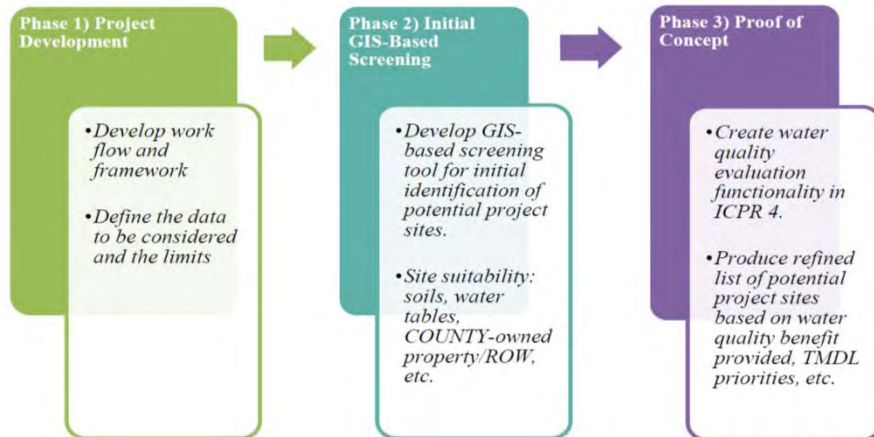 Phase 1) Project
Development
•Develop work
flow and
framework
•Define the data
to be considered
and the limits
Phase 2) Initial
GIS-Based
Screening
•Develop GIS-
based screening
tool for initial
identification of
potential project
sites.
•Site suitability:
soils, water
tables,
COUNTY-owned
property/ROW,
etc.
Phase 3) Proof of
Concept
•Create water
quality
evaluation
functionality in
ICPR 4.
•Produce refined
list of potential
project sites
based on water
quality benefit
provided, TMDL
priorities, etc.